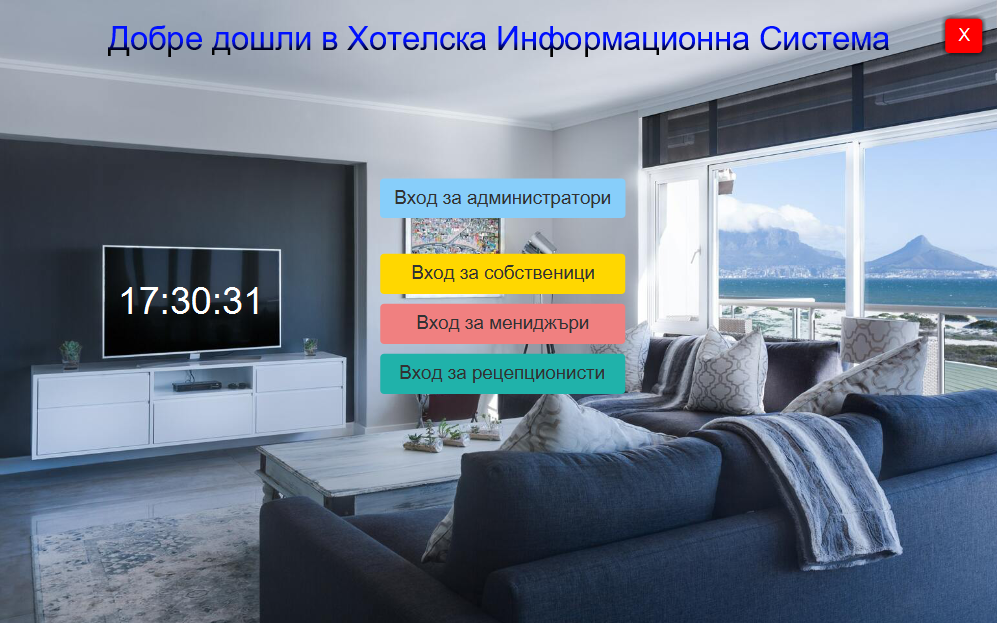 Добре дошли в Хотелска Информационна Система
X
Вход за администратори
Вход за собственици
17:30:31
Вход за мениджъри
Вход за рецепционисти